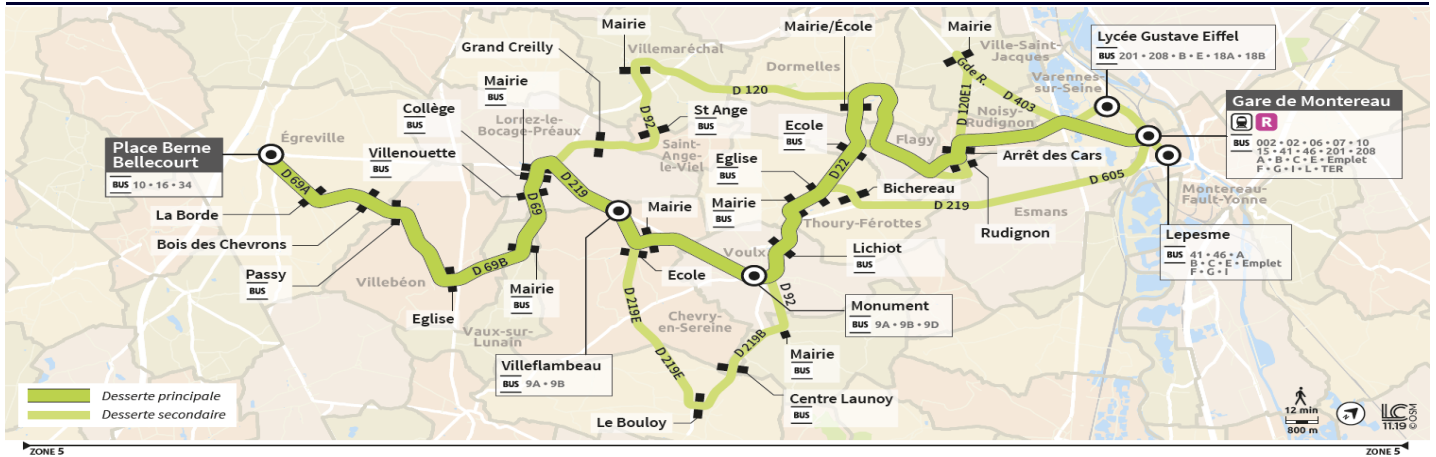 Mairie
Villemaréchal
Grand Creilly
Mairie
BUS
Collège
BUS
Lorrez-le-
Bocage-Préaux
D 92
D 120
St Ange
BUS
Saint-
Ange-
le-Viel
Mairie/École
Dormelles
Mairie
Ville-Saint-
Jacques
Gde R.
D 403
D 120E1
Varennes-
sur-Seine
Noisy-
Rudignon
Lycée Gustave Eiffel
BUS 201 • 208 • B • E • 18A • 18B
Gare de Montereau
R
BUS 002 • 02 • 06 • 07 • 10
15 • 41 • 46 • 201 • 208
A • B • C • E • Emplet
F • G • I • L • TER
Égreville
Place Berne
Bellecourt
BUS 10 • 16 • 34
Villenouette
BUS
D 69A
La Borde
Bois des Chevrons
Passy
BUS
Villebéon
Eglise
D 69B
D 69
D 219
Mairie
BUS
Vaux-sur-
Lunain
Villeflambeau
BUS 9A • 9B
Mairie
Ecole
D 219E
D 219E
Le Bouloy
Chevry-
en-Sereine
D 219B
Centre Launoy
BUS
Mairie
BUS
D 92
Voulx
Monument
BUS 9A • 9B • 9D
Lichiot
BUS
Mairie
BUS
Eglise
BUS
Ecole
BUS
D 22
Thoury-Férottes
Bichereau
D 219
Flagy
Arrêt des Cars
Rudignon
Esmans
D 605
Montereau-
Fault-Yonne
Lepesme
BUS 41 • 46 • A
B • C • E • Emplet
F • G • I
Desserte principale
Desserte secondaire
12 min
800 m
LC
11.19
©OSM
ZONE 5
ZONE 5